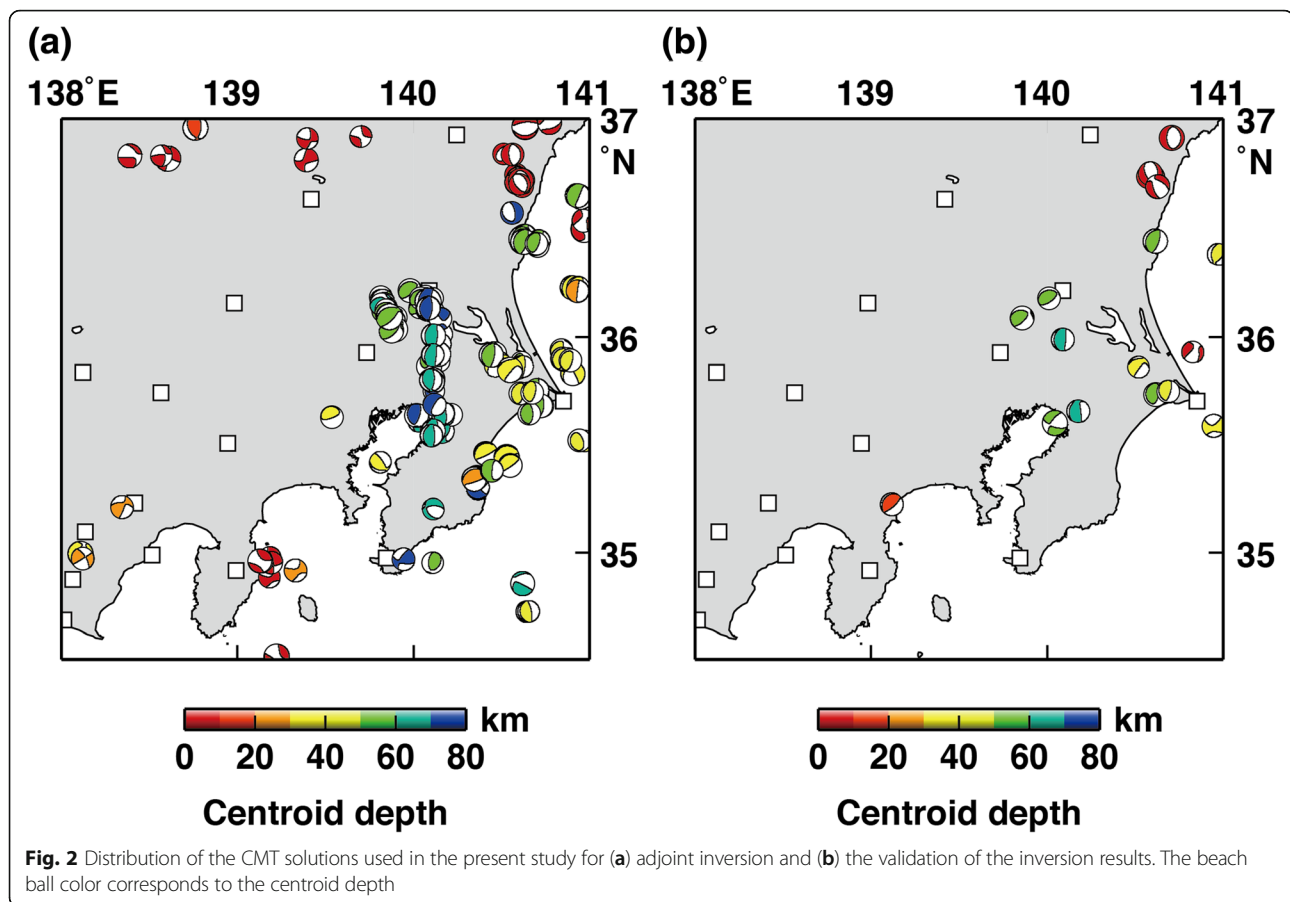 (a)
(b)
138°E 139 140 141
138°E 139 140 141
37
°N
36
35
37
°N
36
35
km
0 20 40 60 80
Centroid depth
km
0 20 40 60 80
Centroid depth
Fig. 2 Distribution of the CMT solutions used in the present study for (a) adjoint inversion and (b) the validation of the inversion results. The beach
ball color corresponds to the centroid depth